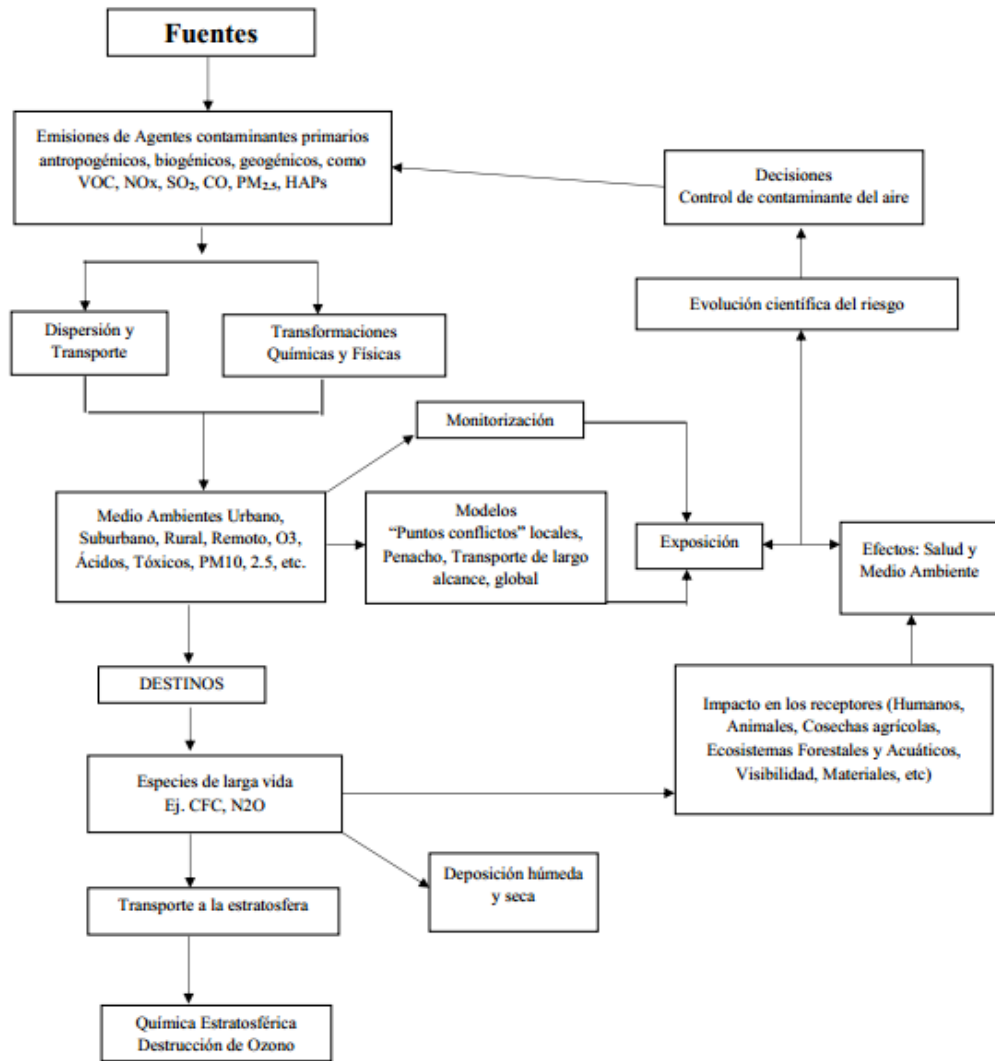 Fuentes
Emisiones de Agentes contaminantes primarios
antropogénicos, biogénicos, geogénicos, como
VOC, NOx, SO₂, CO, PM₂.₅, HAPs
Decisiones
Control de contaminante del aire
Evolución científica del riesgo
Dispersión y
Transporte
Transformaciones
Químicas y Físicas
Monitorización
Medio Ambientes Urbano,
Suburbano, Rural, Remoto, O3,
Ácidos, Tóxicos, PM10, 2.5, etc.
Modelos
“Puntos conflictos” locales,
Penacho, Transporte de largo
alcance, global
Exposición
Efectos: Salud y
Medio Ambiente
DESTINOS
Impacto en los receptores (Humanos,
Animales, Cosechas agrícolas,
Ecosistemas Forestales y Acuáticos,
Visibilidad, Materiales, etc)
Especies de larga vida
Ej. CFC, N2O
Deposición húmeda
y seca
Transporte a la estratosfera
Química Estratosférica
Destrucción de Ozono